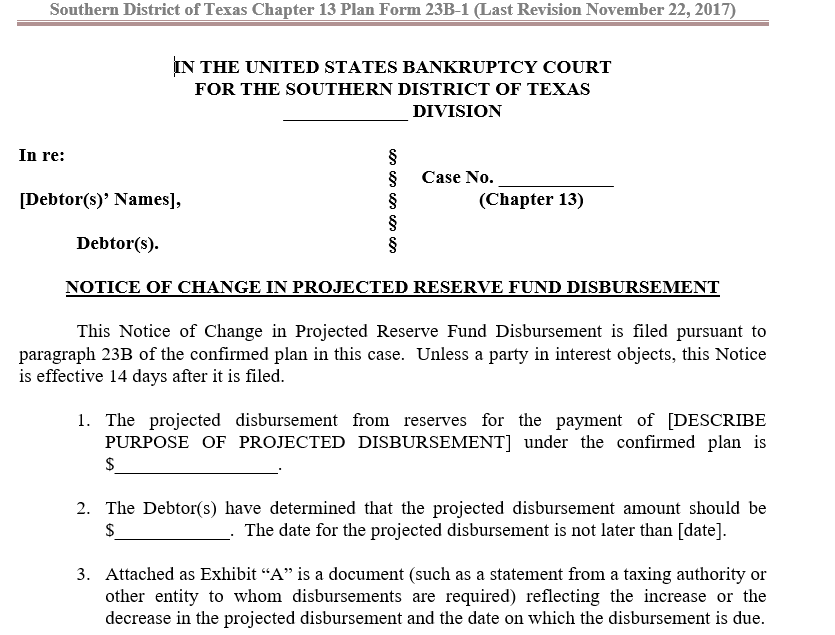 Southern District of Texas Chapter 13 Plan Form 23B-1 (Last Revision November 22, 2017)
IN THE UNITED STATES BANKRUPTCY COURT
FOR THE SOUTHERN DISTRICT OF TEXAS
_____________ DIVISION
In re: §
§ Case No. ____________
[Debtor(s)’ Names], § (Chapter 13)
§
Debtor(s). §
NOTICE OF CHANGE IN PROJECTED RESERVE FUND DISBURSEMENT
This Notice of Change in Projected Reserve Fund Disbursement is filed pursuant to
paragraph 23B of the confirmed plan in this case. Unless a party in interest objects, this Notice
is effective 14 days after it is filed.
1. The projected disbursement from reserves for the payment of [DESCRIBE
PURPOSE OF PROJECTED DISBURSEMENT] under the confirmed plan is
$_________________.
2. The Debtor(s) have determined that the projected disbursement amount should be
$____________. The date for the projected disbursement is not later than [date].
3. Attached as Exhibit “A” is a document (such as a statement from a taxing authority or
other entity to whom disbursements are required) reflecting the increase or the
decrease in the projected disbursement and the date on which the disbursement is due.